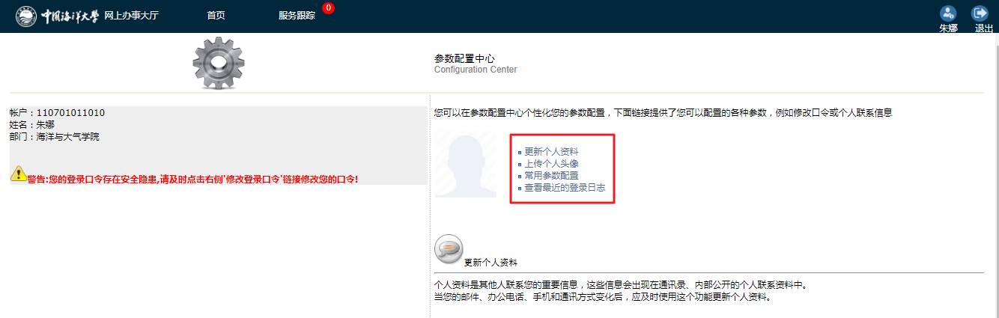 中国海洋大学 网上办事大厅 首页 服务跟踪 0 朱娜 退出
参数配置中心
Configuration Center
帐户：110701011010
姓名：朱娜
部门：海洋与大气学院
警告:您的登录口令存在安全隐患,请及时点击右侧'修改登录口令'链接修改您的口令!
您可以在参数配置中心个性化您的参数配置，下面链接提供了您可以配置的各种参数，例如修改口令或个人联系信息
更新个人资料
上传个人头像
常用参数配置
查看最近的登录日志
更新个人资料
个人资料是其他人联系您的重要信息，这些信息会出现在通讯录、内部公开的个人联系资料中。
当您的邮件、办公电话、手机和通讯方式变化后，应及时使用这个功能更新个人资料。